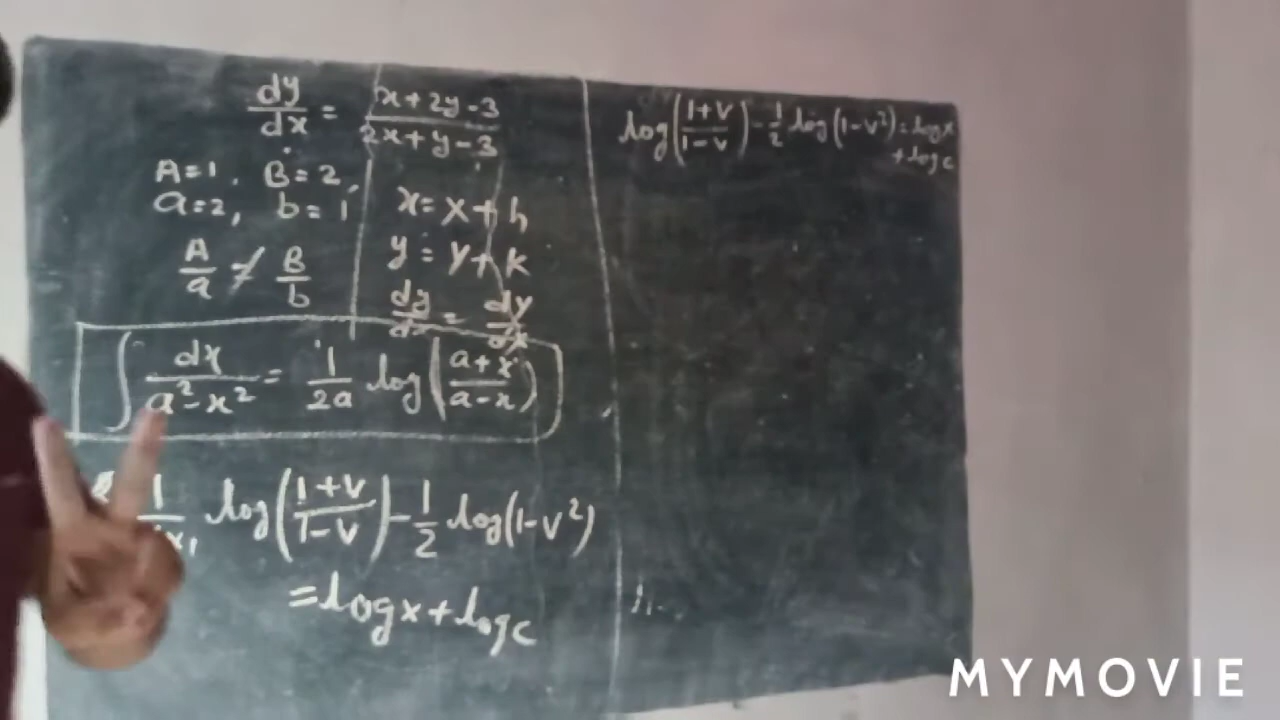 dy/dx = x+2y-3/2x+y-3
A=1, B=2,
a=2, b=1
A/a ≠ B/b
x = X+h
y = Y+k
dy/dx = dY/dX
∫ dx/a²-x² = 1/2a log(a+x/a-x)
1 log(1+v/1-v) - 1/2 log(1-v²)
= log x + log c
log(1+v/1-v) - 1/2 log(1-v²) = log x
+ log c
MYMOVIE